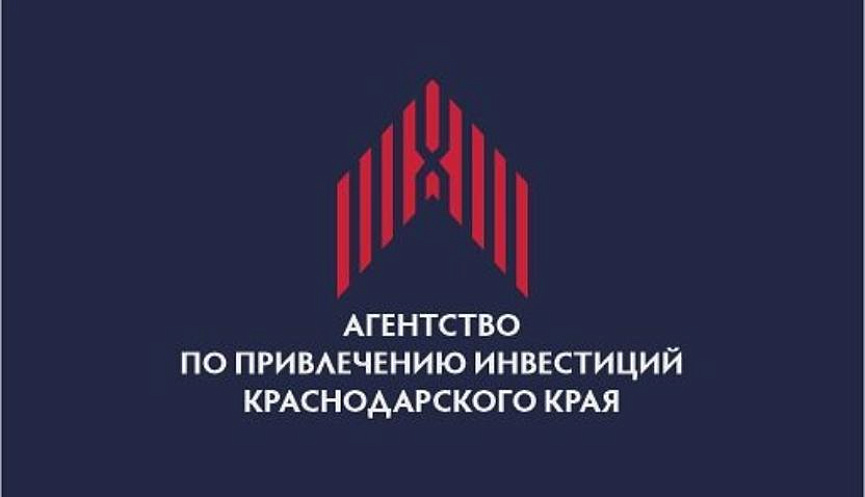 АГЕНТСТВО
ПО ПРИВЛЕЧЕНИЮ ИНВЕСТИЦИЙ
КРАСНОДАРСКОГО КРАЯ